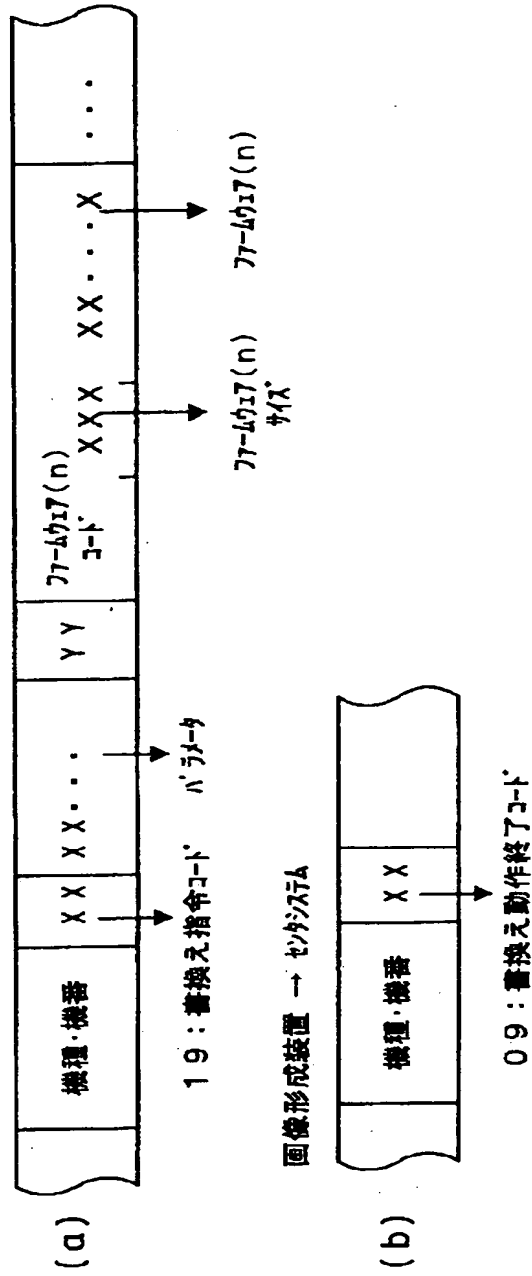 (a)
機種・機番
XX
XX・・・
YY
ファームウェア(n)
コード
XXX
XX・・・・X
・・・
19：書換え指令コード
パラメータ
ファームウェア(n)
サイズ
ファームウェア(n)
画像形成装置 → センタシステム
(b)
機種・機番
XX
09：書換え動作終了コード